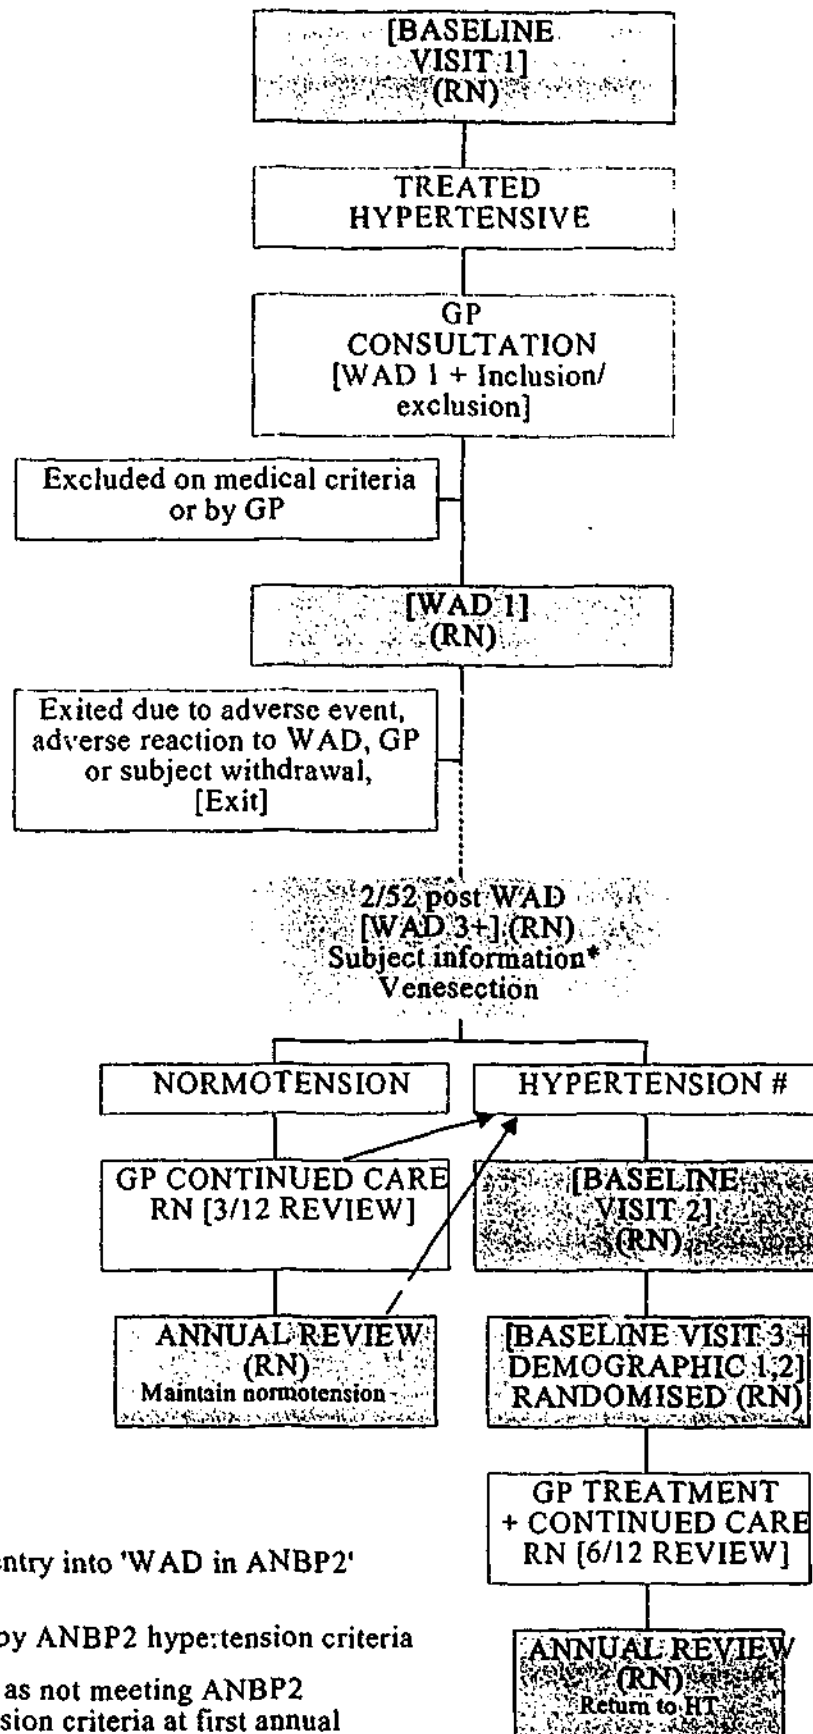 [BASELINE
VISIT 1]
(RN)
TREATED
HYPERTENSIVE
GP
CONSULTATION
[WAD 1 + Inclusion/
exclusion]
Excluded on medical criteria
or by GP
[WAD 1]
(RN)
Exited due to adverse event,
adverse reaction to WAD, GP
or subject withdrawal,
[Exit]
2/52 post WAD
[WAD 3+] (RN)
Subject information*
Venesection
NORMOTENSION
HYPERTENSION #
GP CONTINUED CARE
RN [3/12 REVIEW]
[BASELINE
VISIT 2]
(RN)
ANNUAL REVIEW
(RN)
Maintain normotension
[BASELINE VISIT 3 +
DEMOGRAPHIC 1,2]
RANDOMISED (RN)
GP TREATMENT
+ CONTINUED CARE
RN [6/12 REVIEW]
ANNUAL REVIEW
(RN)
Return to HT
entry into 'WAD in ANBP2'
by ANBP2 hypertension criteria
as not meeting ANBP2
sion criteria at first annual